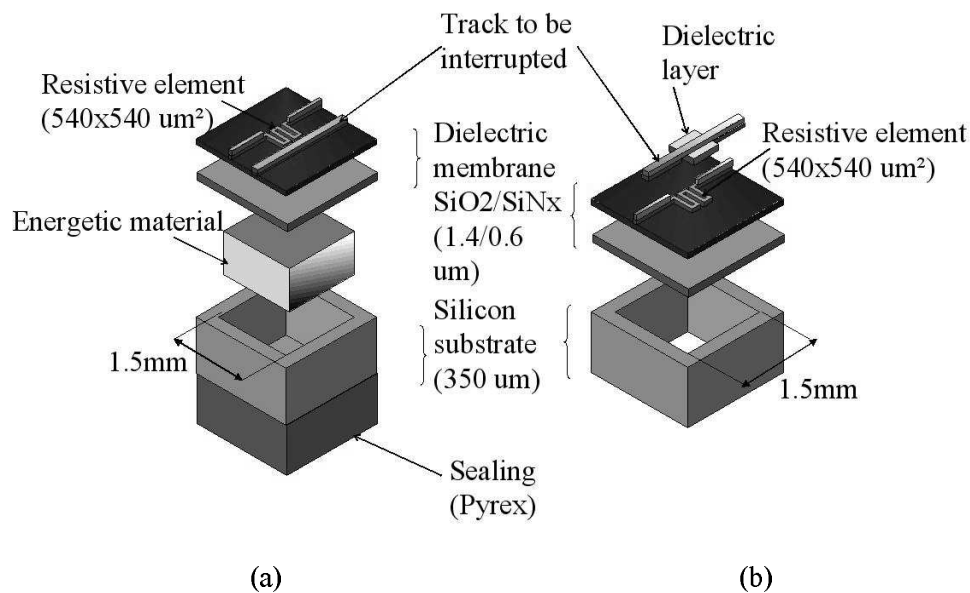 Track to be
interrupted
Dielectric
layer
Resistive element
(540x540 um²)
Dielectric
membrane
SiO2/SiNx
(1.4/0.6
um)
Resistive element
(540x540 um²)
Energetic material
Silicon
substrate
(350 um)
1.5mm
1.5mm
Sealing
(Pyrex)
(a)
(b)